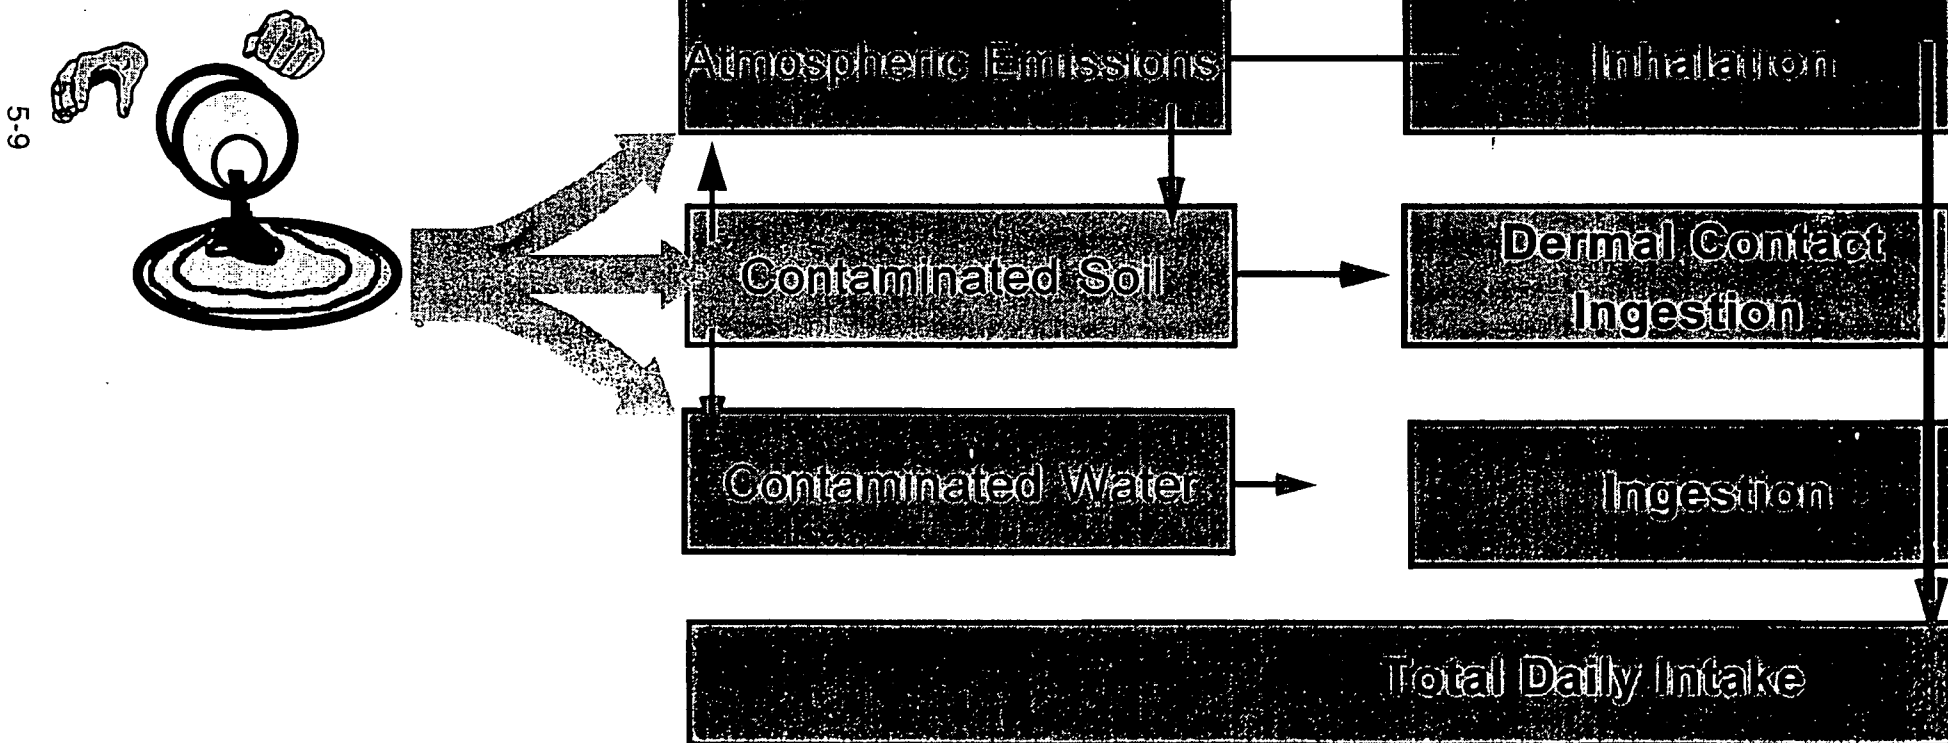 5-9
Atmospheric Emissions
Inhalation
Contaminated Soil
Dermal Contact
Ingestion
Contaminated Water
Ingestion
Total Daily Intake